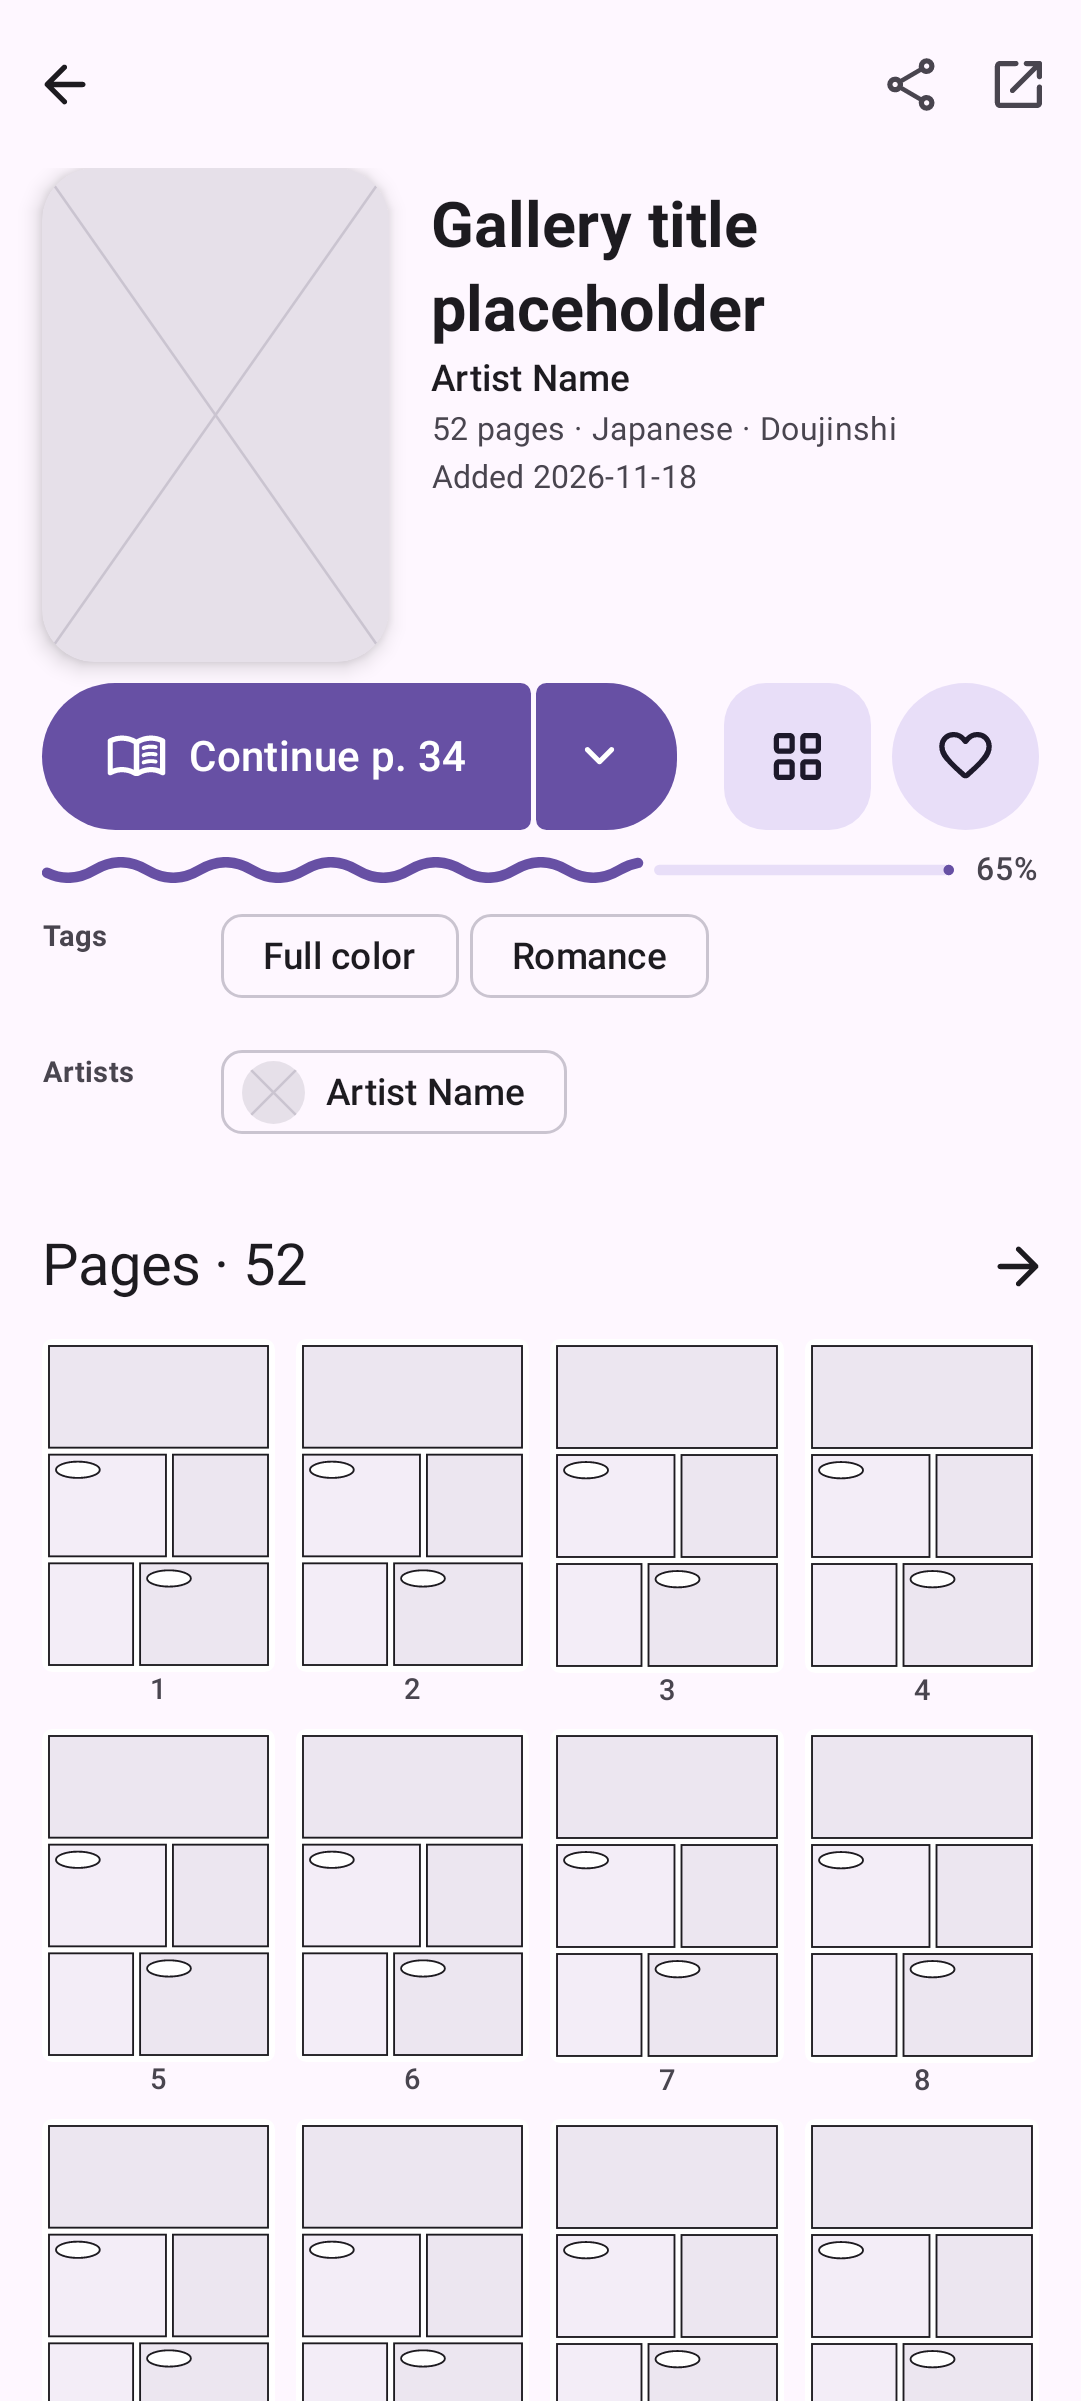 Gallery title
placeholder
Artist Name
52 pages · Japanese · Doujinshi
Added 2026-11-18
Continue p. 34
65%
Tags
Full color
Romance
Artists
Artist Name
Pages · 52
1
2
3
4
5
6
7
8